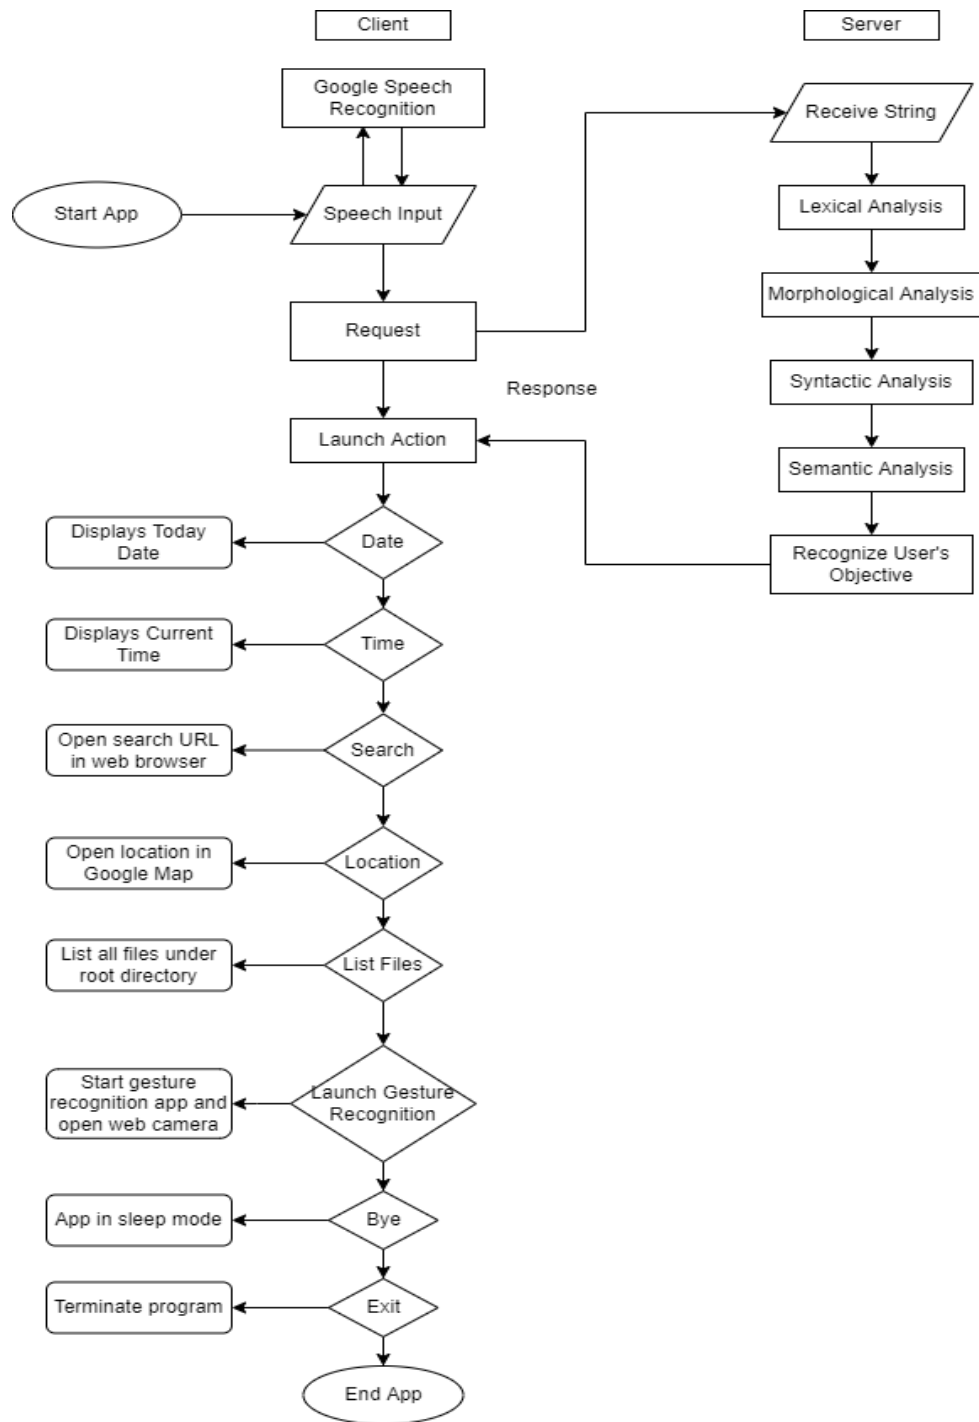 Client
Server
Google Speech
Recognition
Receive String
Start App
Speech Input
Lexical Analysis
Morphological Analysis
Request
Response
Syntactic Analysis
Launch Action
Semantic Analysis
Displays Today
Date
Date
Recognize User's
Objective
Displays Current
Time
Time
Open search URL
in web browser
Search
Open location in
Google Map
Location
List all files under
root directory
List Files
Start gesture
recognition app and
open web camera
Launch Gesture
Recognition
App in sleep mode
Bye
Terminate program
Exit
End App